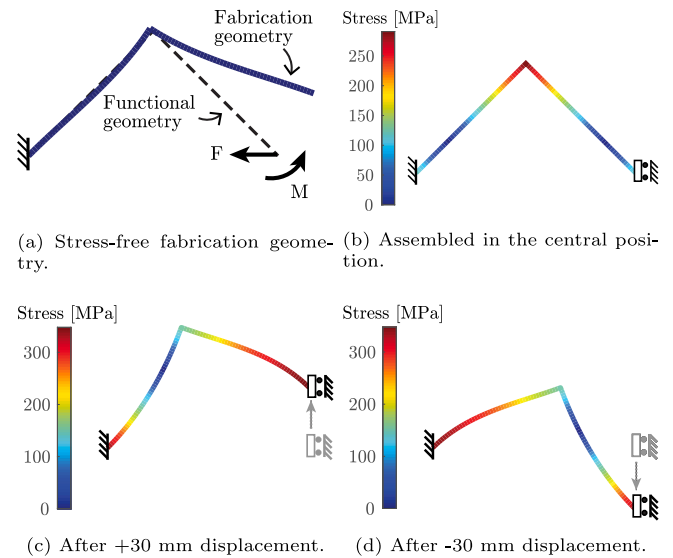 Fabrication
geometry
Functional
geometry
F
M
(a) Stress-free fabrication geome-
try.
Stress [MPa]
250
200
150
100
50
0
(b) Assembled in the central posi-
tion.
Stress [MPa]
300
200
100
0
(c) After +30 mm displacement.
Stress [MPa]
300
200
100
0
(d) After -30 mm displacement.